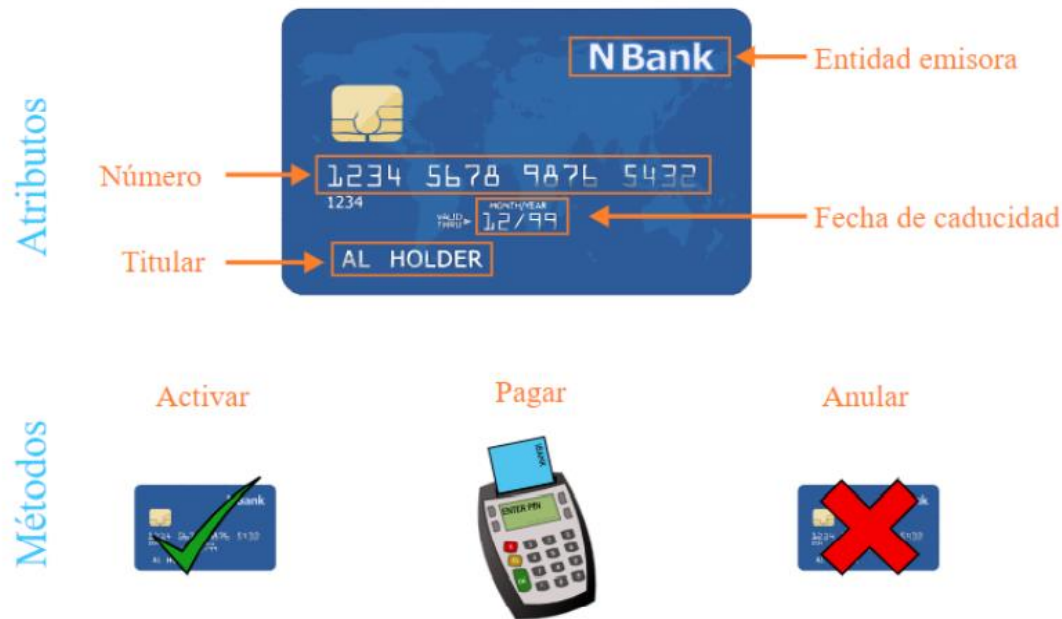 Atributos
NBank
Entidad emisora
Número
1234 5678 9876 5432
1234
MONTH/YEAR
VALID THRU
12/99
Fecha de caducidad
Titular
AL HOLDER
Métodos
Activar
Pagar
Anular
ENTER PIN